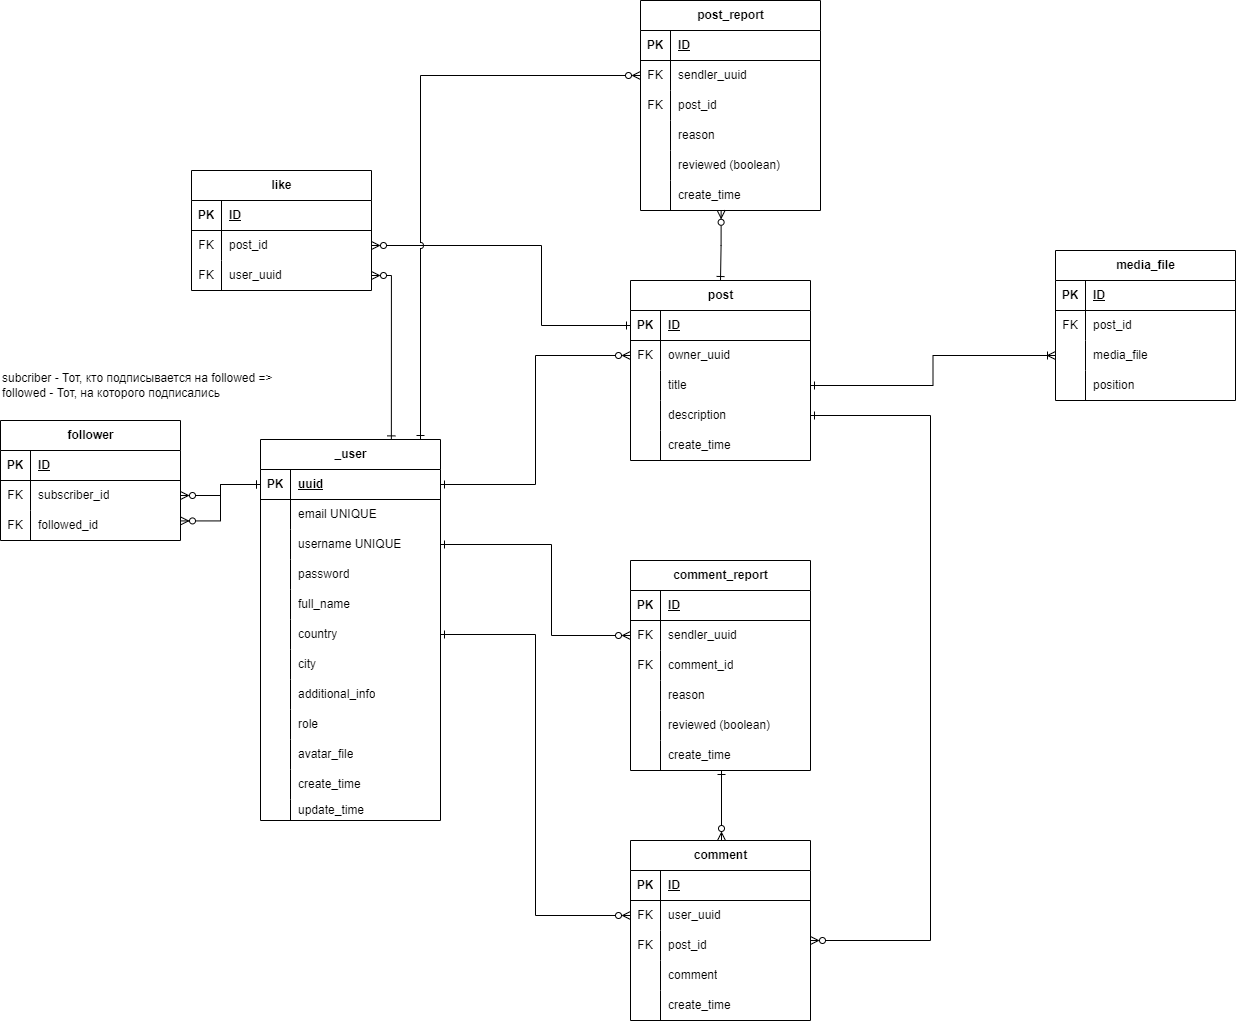 post_report
PK ID
FK sendler_uuid
FK post_id
reason
reviewed (boolean)
create_time
like
PK ID
FK post_id
FK user_uuid
media_file
PK ID
FK post_id
media_file
position
post
PK ID
FK owner_uuid
title
description
create_time
subcriber - Тот, кто подписывается на followed =>
followed - Тот, на которого подписались
follower
PK ID
FK subscriber_id
FK followed_id
_user
PK uuid
email UNIQUE
username UNIQUE
password
full_name
country
city
additional_info
role
avatar_file
create_time
update_time
comment_report
PK ID
FK sendler_uuid
FK comment_id
reason
reviewed (boolean)
create_time
comment
PK ID
FK user_uuid
FK post_id
comment
create_time